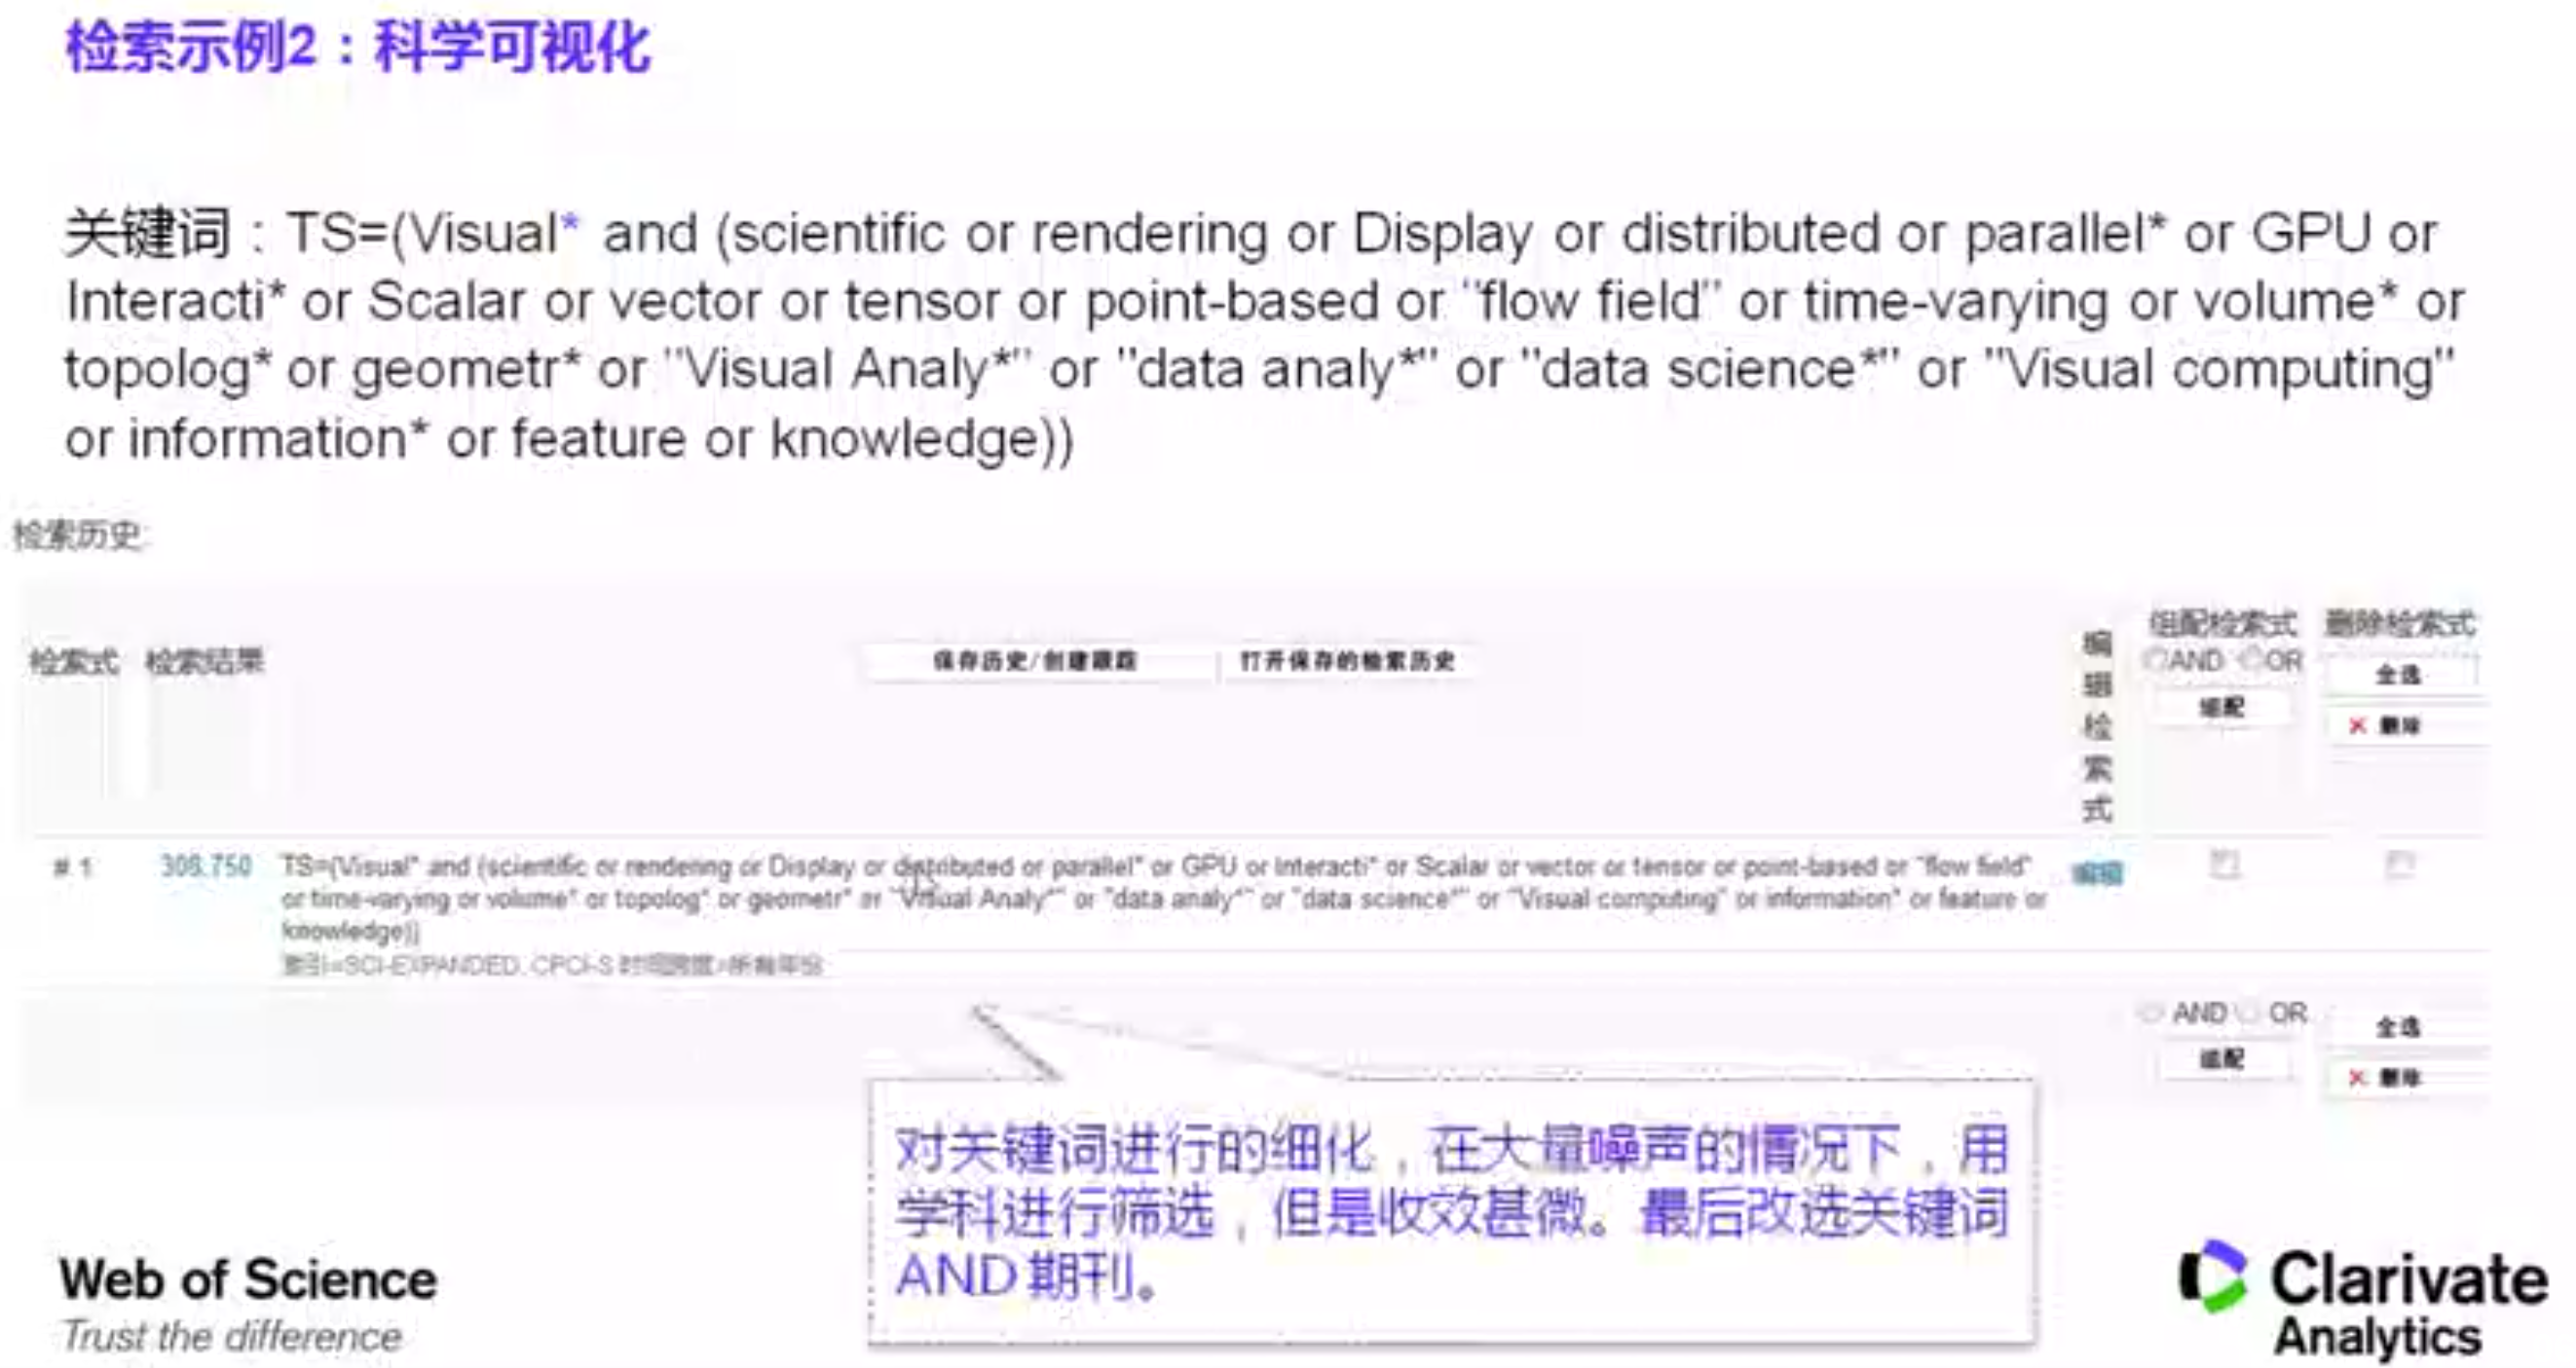 检索示例2：科学可视化
关键词：TS=(Visual* and (scientific or rendering or Display or distributed or parallel* or GPU or
Interacti* or Scalar or vector or tensor or point-based or "flow field" or time-varying or volume* or
topolog* or geometr* or "Visual Analy*" or "data analy*" or "data science*" or "Visual computing"
or information* or feature or knowledge))
检索历史:
检索式 检索结果 保存历史/创建跟踪 打开保存的检索历史 编辑检索式 组配检索式 删除检索式
AND OR 全选
组配 删除
# 1 TS=(Visual* and (scientific or rendering or Display or distributed or parallel* or GPU or Interacti* or Scalar or vector or tensor or point-based or "flow field" 编辑
or time-varying or volume* or topolog* or geometr* or "Visual Analy*" or "data analy*" or "data science*" or "Visual computing" or information* or feature or
knowledge))
索引=SCI-EXPANDED, CPCI-S 时间跨度=所有年份
AND OR 全选
组配 删除
对关键词进行的细化，在大量噪声的情况下，用
学科进行筛选，但是收效甚微。最后改选关键词
AND 期刊。
Web of Science
Trust the difference
Clarivate
Analytics